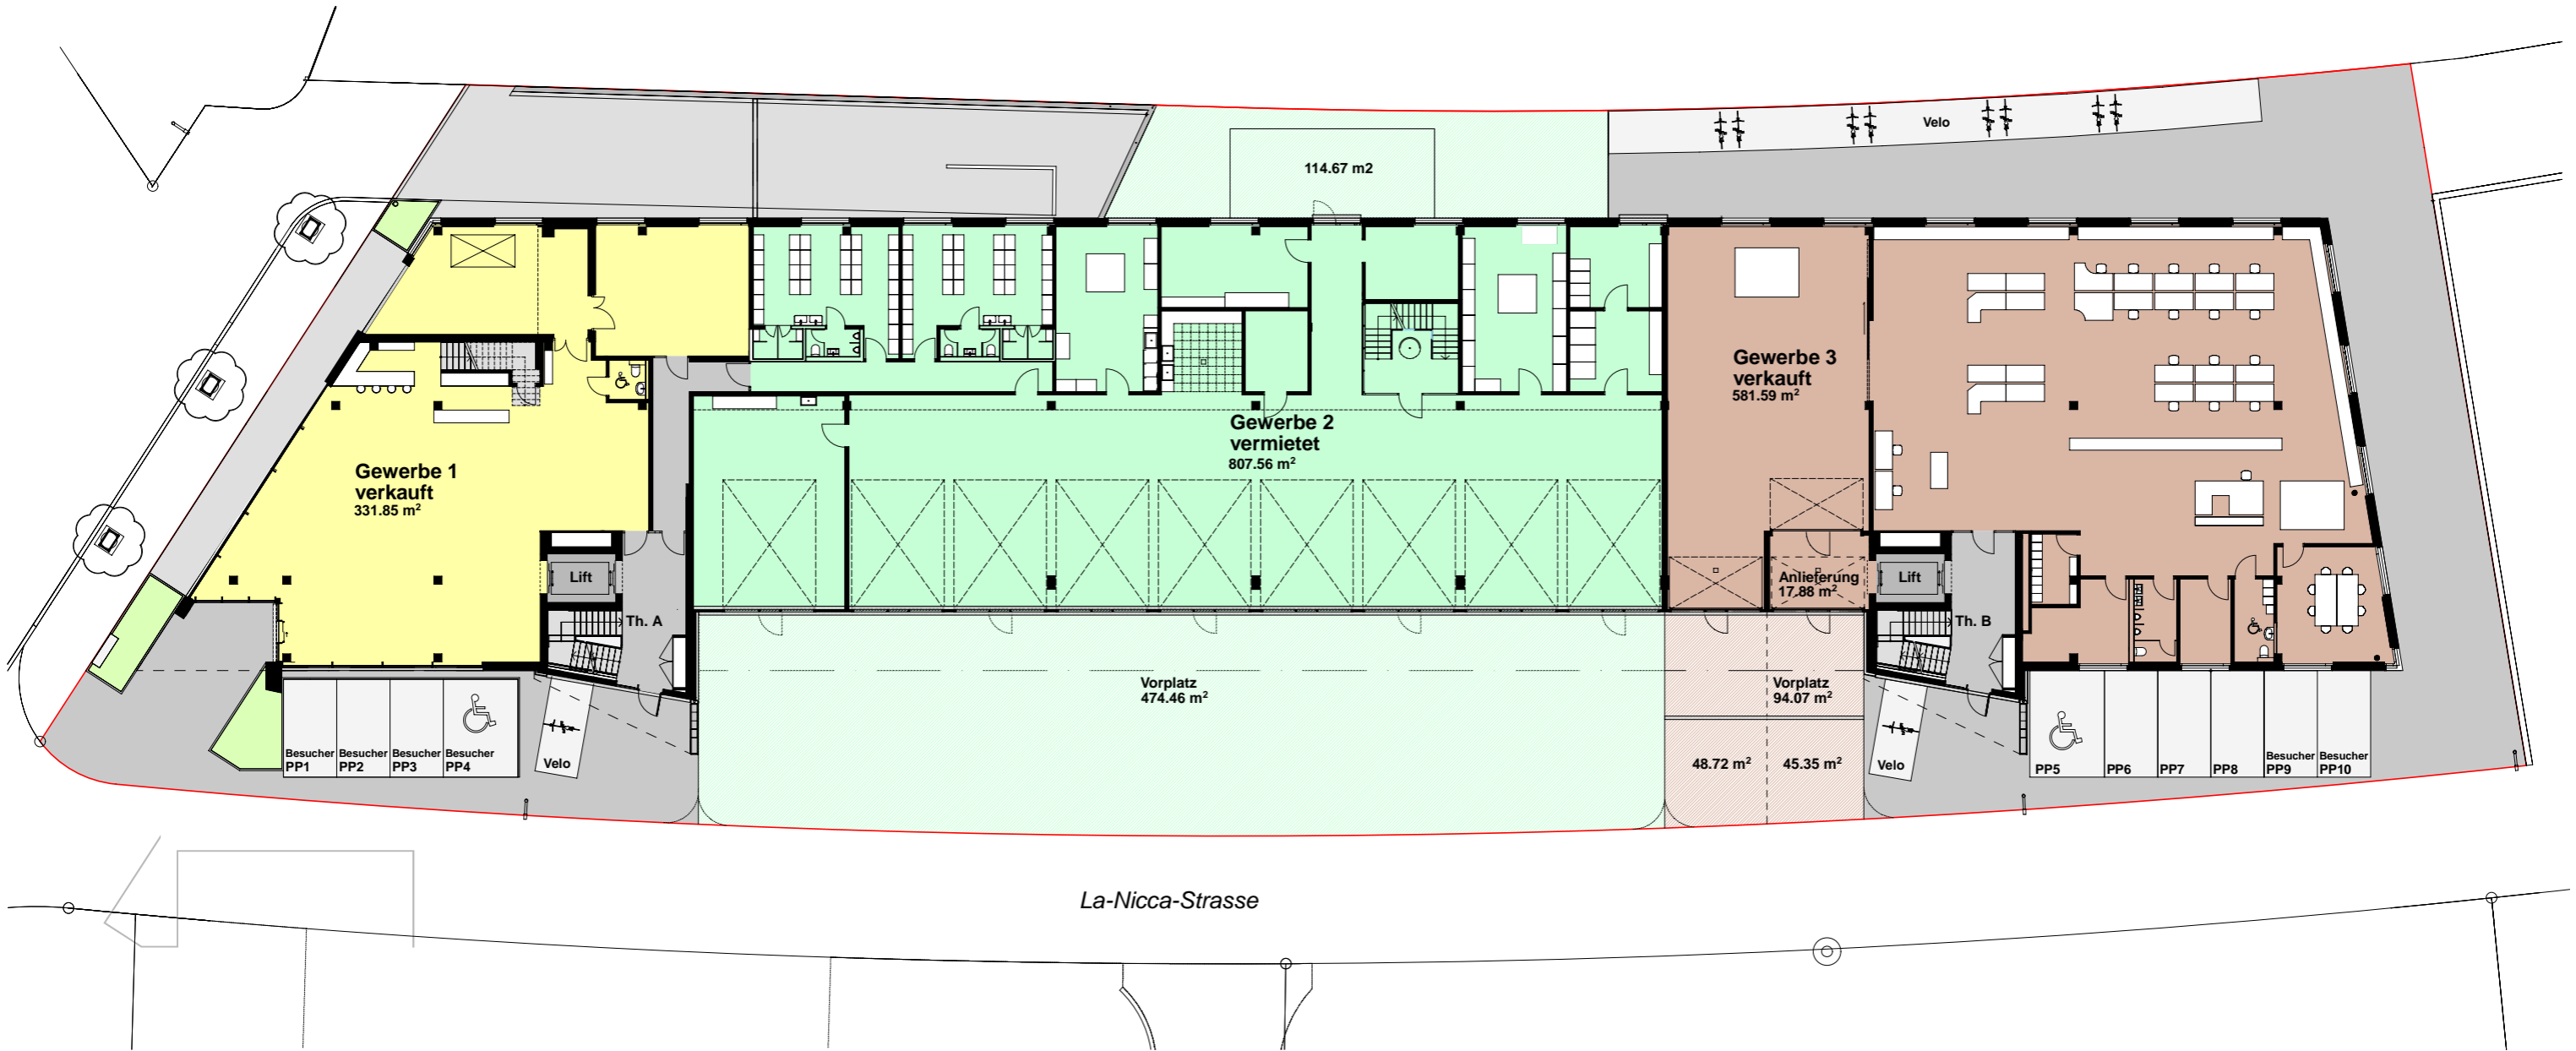 Velo
114.67 m2
Gewerbe 3
verkauft
581.59 m²
Gewerbe 2
vermietet
807.56 m²
Gewerbe 1
verkauft
331.85 m²
Lift
Anlieferung
17.88 m²
Lift
Th. A
Th. B
Vorplatz
474.46 m²
Vorplatz
94.07 m²
Besucher
PP1
Besucher
PP2
Besucher
PP3
Besucher
PP4
Velo
48.72 m²
45.35 m²
Velo
PP5
PP6
PP7
PP8
Besucher
PP9
Besucher
PP10
La-Nicca-Strasse